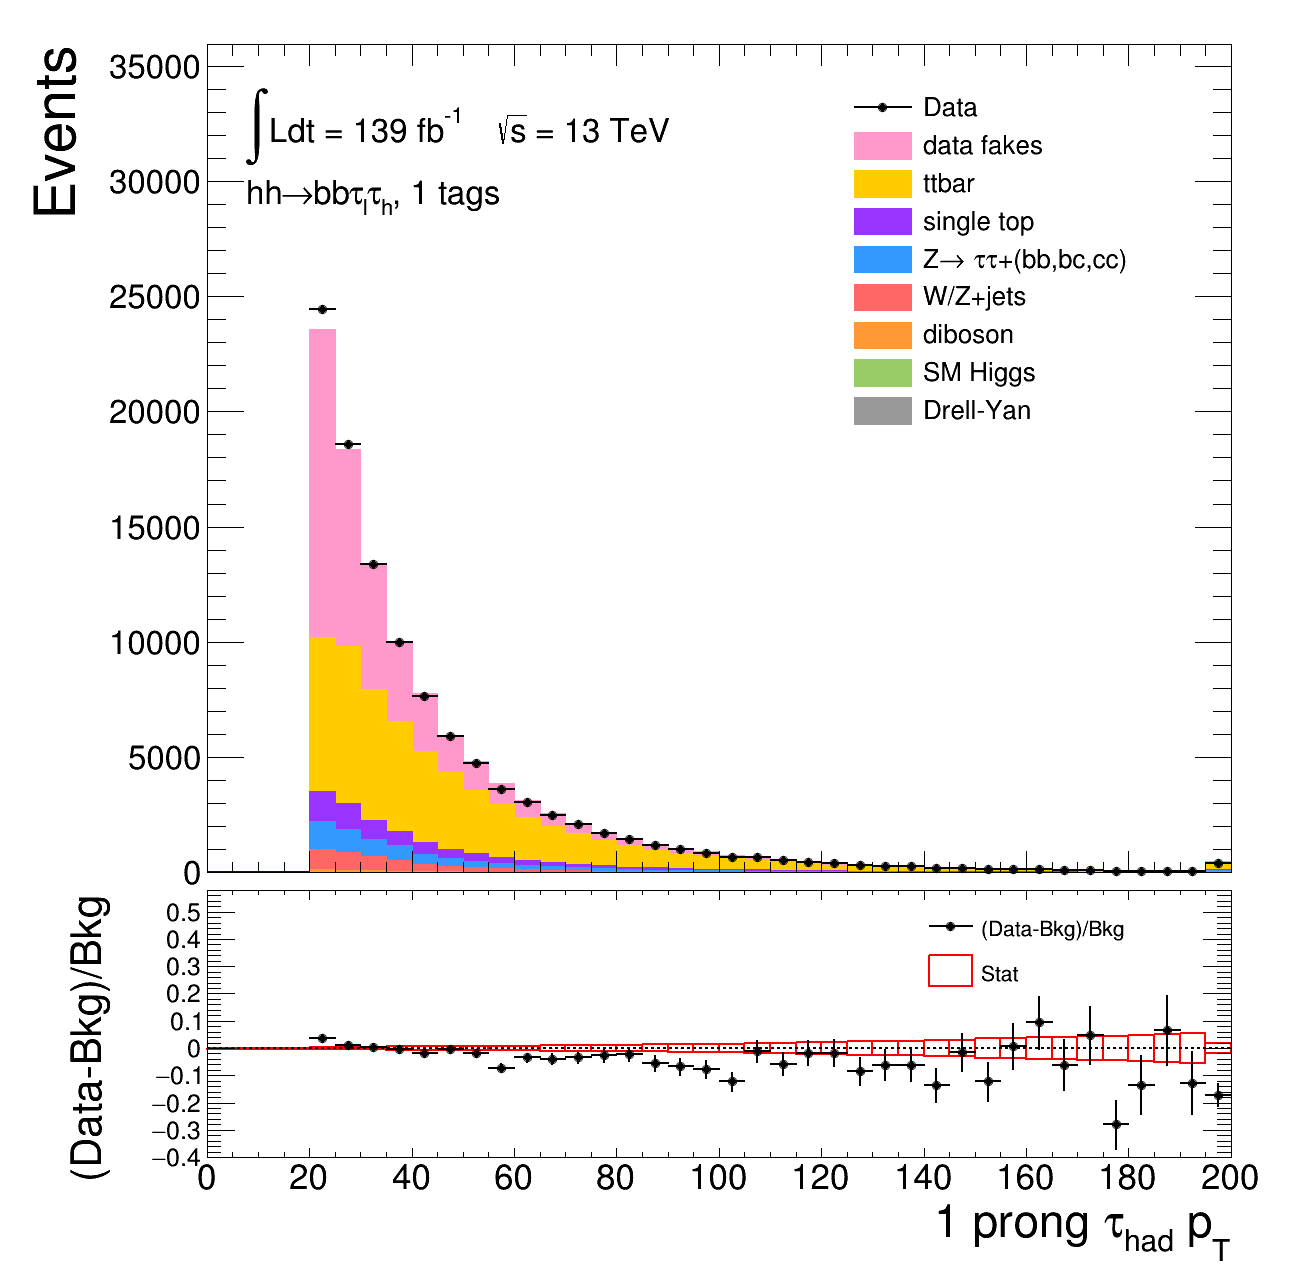 Events
35000
30000
25000
20000
15000
10000
5000
0
∫Ldt = 139 fb⁻¹ √s = 13 TeV
hh→bbτₗτₕ, 1 tags
Data
data fakes
ttbar
single top
Z→ ττ+(bb,bc,cc)
W/Z+jets
diboson
SM Higgs
Drell-Yan
(Data-Bkg)/Bkg
0.5
0.4
0.3
0.2
0.1
0
−0.1
−0.2
−0.3
−0.4
(Data-Bkg)/Bkg
Stat
0 20 40 60 80 100 120 140 160 180 200
1 prong τhad pT